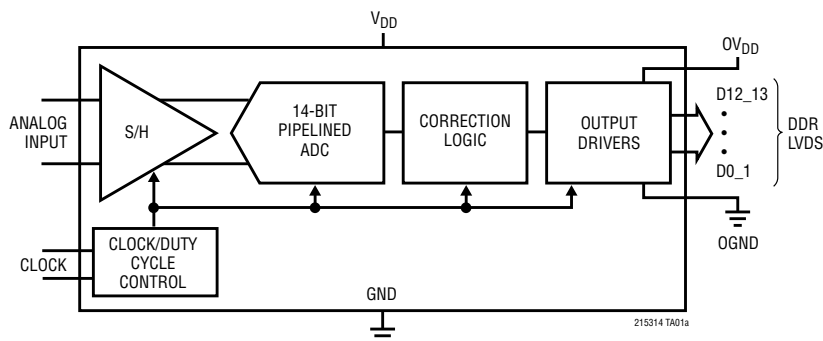 VDD
OVDD
D12_13
•
•
•
D0_1
DDR
LVDS
ANALOG
INPUT
S/H
14-BIT
PIPELINED
ADC
CORRECTION
LOGIC
OUTPUT
DRIVERS
OGND
CLOCK
CLOCK/DUTY
CYCLE
CONTROL
GND
215314 TA01a